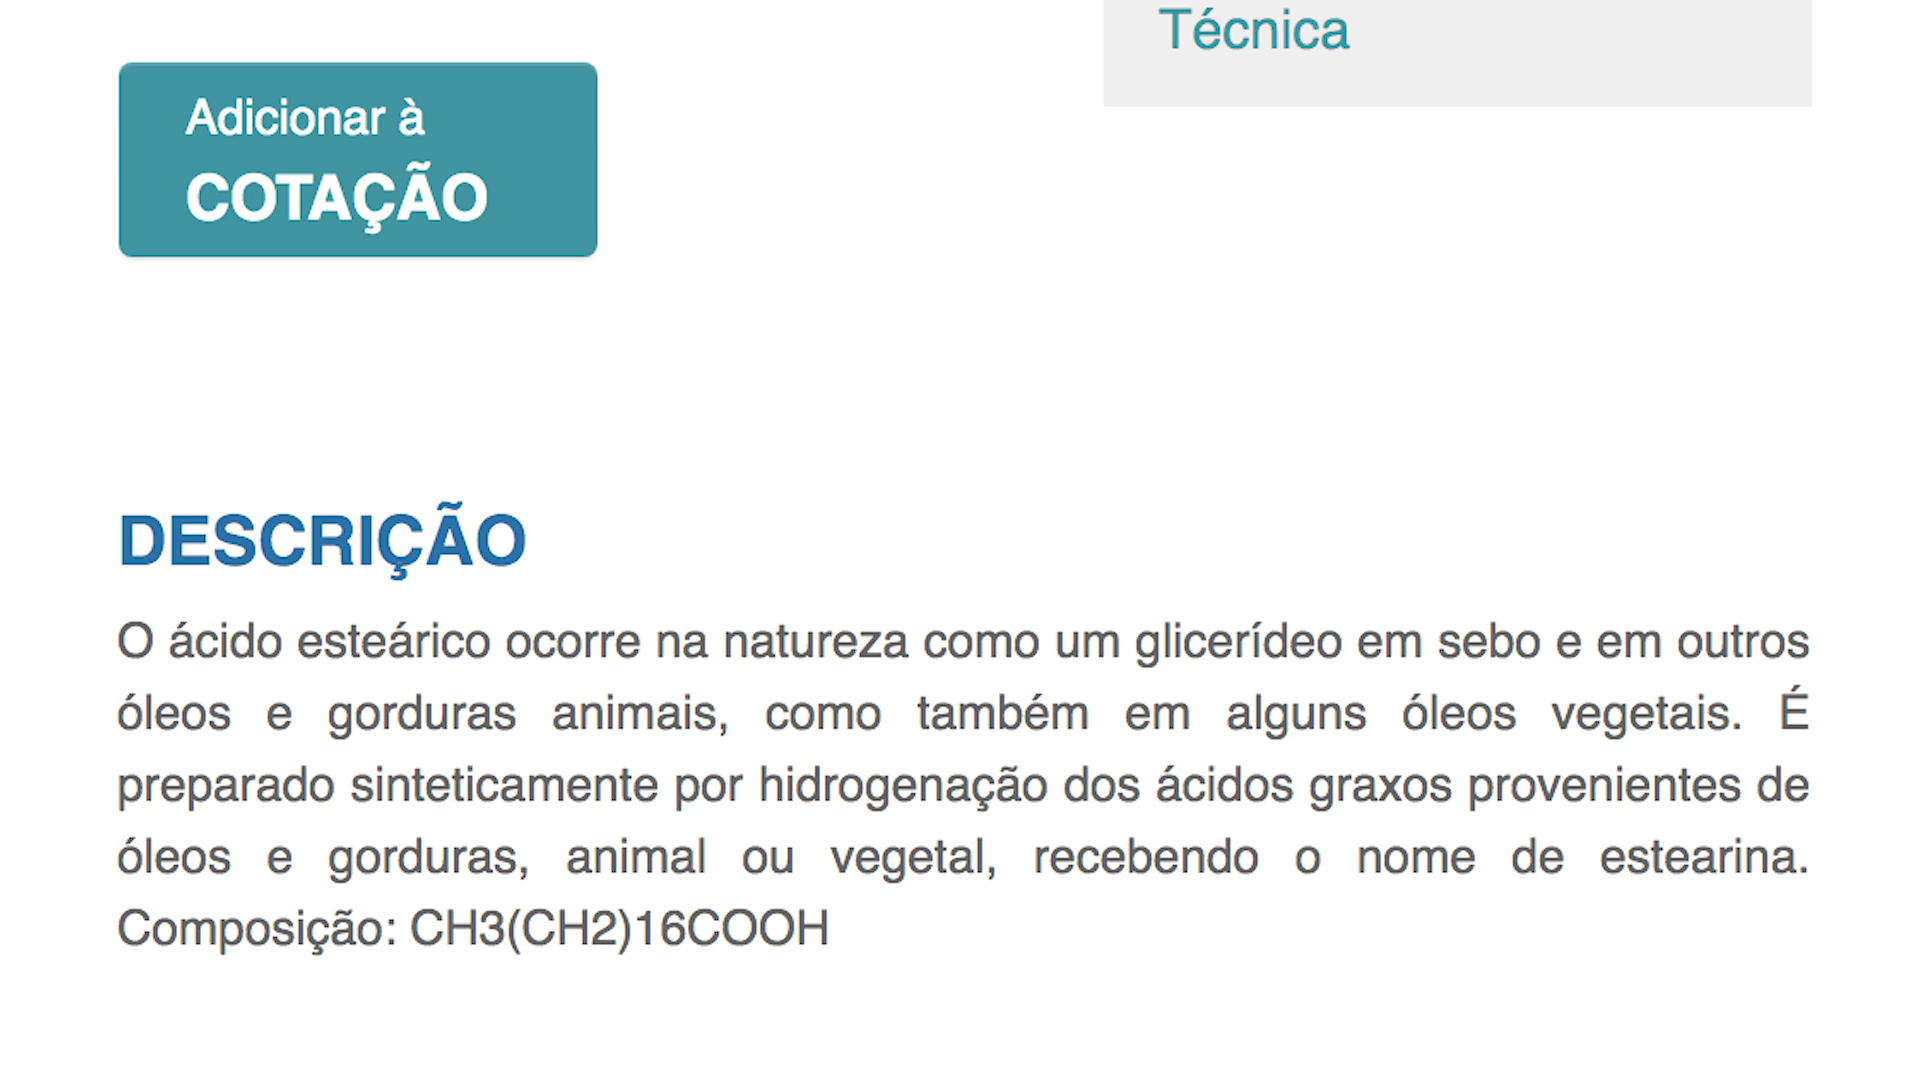 Técnica
Adicionar à
COTAÇÃO
DESCRIÇÃO
O ácido esteárico ocorre na natureza como um glicerídeo em sebo e em outros
óleos e gorduras animais, como também em alguns óleos vegetais. É
preparado sinteticamente por hidrogenação dos ácidos graxos provenientes de
óleos e gorduras, animal ou vegetal, recebendo o nome de estearina.
Composição: CH3(CH2)16COOH